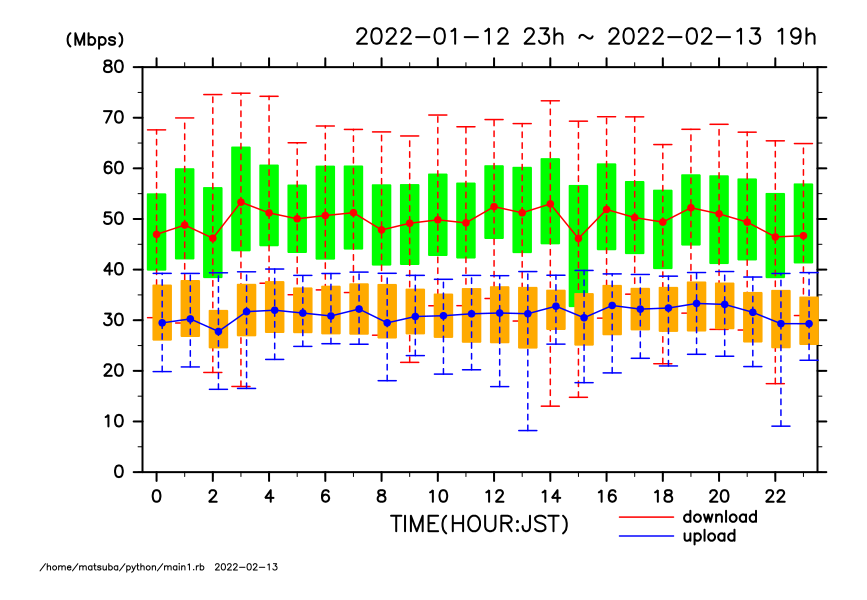 (Mbps)
2022-01-12 23h ~ 2022-02-13 19h
80
70
60
50
40
30
20
10
0
0 2 4 6 8 10 12 14 16 18 20 22
TIME(HOUR:JST)
download
upload
/home/matsuba/python/main1.rb 2022-02-13